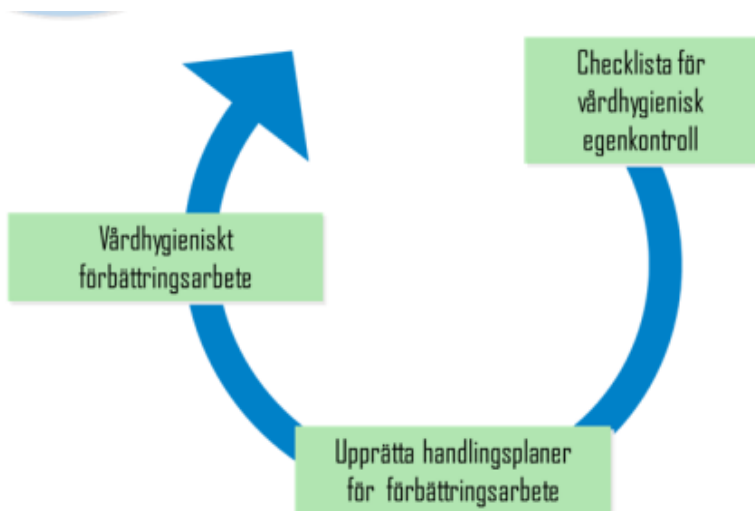 Checklista för
vårdhygienisk
egenkontroll
Vårdhygieniskt
förbättringsarbete
Upprätta handlingsplaner
för förbättringsarbete